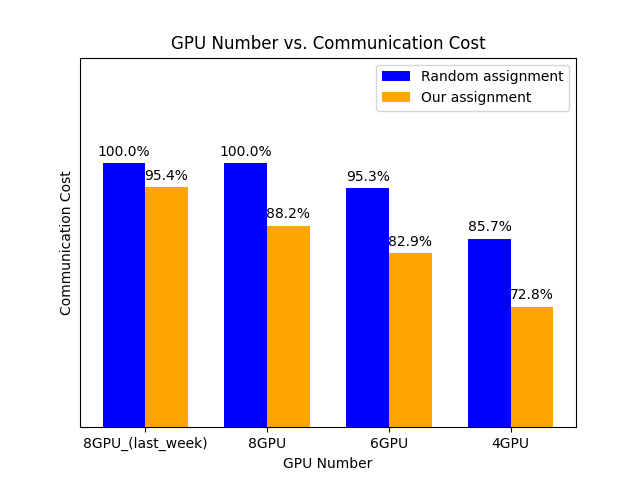 GPU Number vs. Communication Cost
Random assignment
Our assignment
100.0%
95.4%
100.0%
88.2%
95.3%
82.9%
85.7%
72.8%
Communication Cost
8GPU_(last_week)
8GPU
6GPU
4GPU
GPU Number